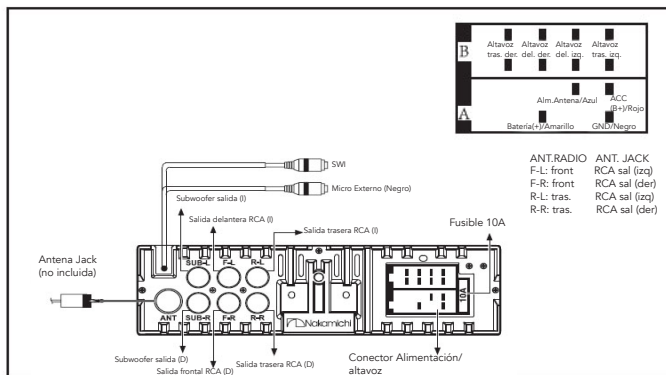 B
Altavoz Altavoz Altavoz Altavoz
tras. der. del. der. del. izq. tras. izq.
A
Alm.Antena/Azul
ACC
(B+)/Rojo
Batería(+)/Amarillo
GND/Negro
SWI
Micro Externo (Negro)
Subwoofer salida (I)
Salida delantera RCA (I)
Salida trasera RCA (I)
ANT.RADIO ANT. JACK
F-L: front RCA sal (izq)
F-R: front RCA sal (der)
R-L: tras. RCA sal (izq)
R-R: tras. RCA sal (der)
Fusible 10A
Antena Jack
(no incluida)
SUB-L F-L R-L
10A
ANT SUB-R F-R R-R
Nakamichi
Subwoofer salida (D)
Salida frontal RCA (D)
Salida trasera RCA (D)
Conector Alimentación/
altavoz